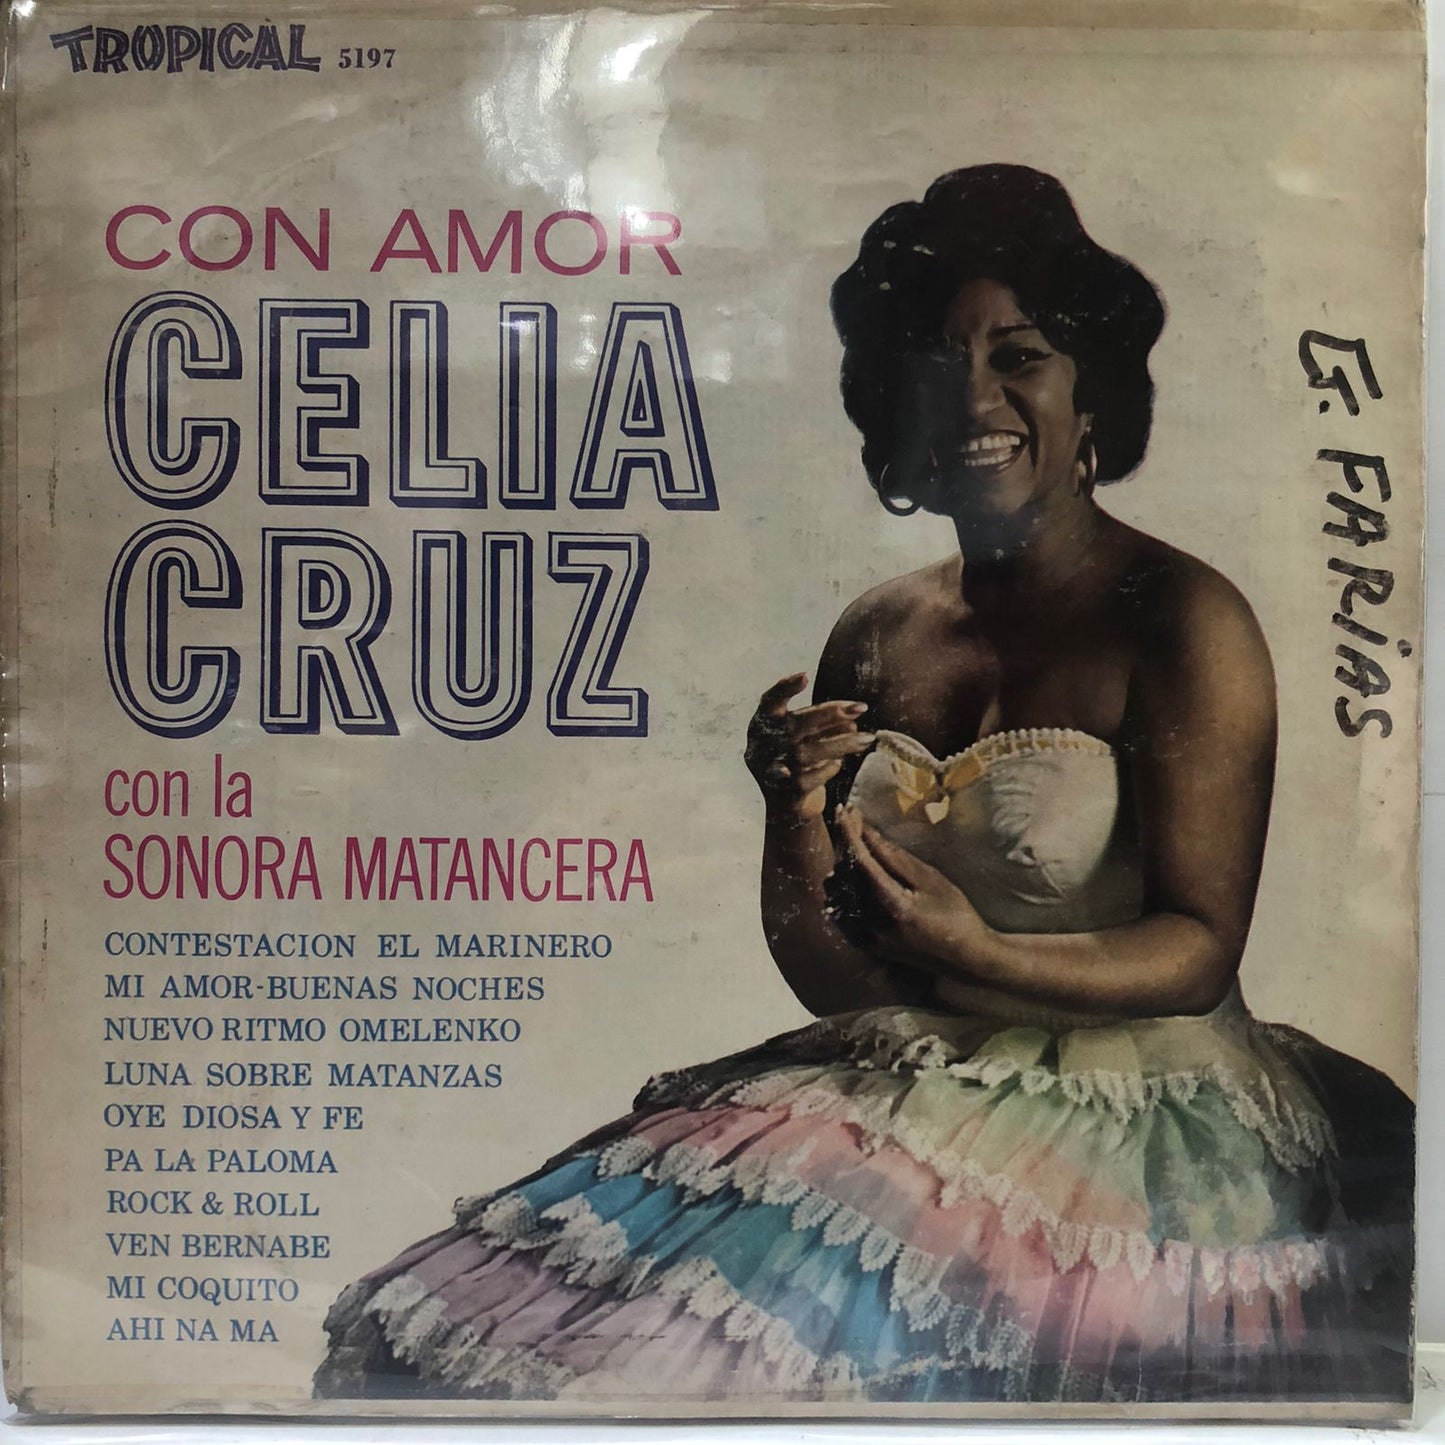 TROPICAL 5197
CON AMOR
CELIA
CRUZ
con la
SONORA MATANCERA
CONTESTACION EL MARINERO
MI AMOR-BUENAS NOCHES
NUEVO RITMO OMELENKO
LUNA SOBRE MATANZAS
OYE DIOSA Y FE
PA LA PALOMA
ROCK & ROLL
VEN BERNABE
MI COQUITO
AHI NA MA
G. FARIAS